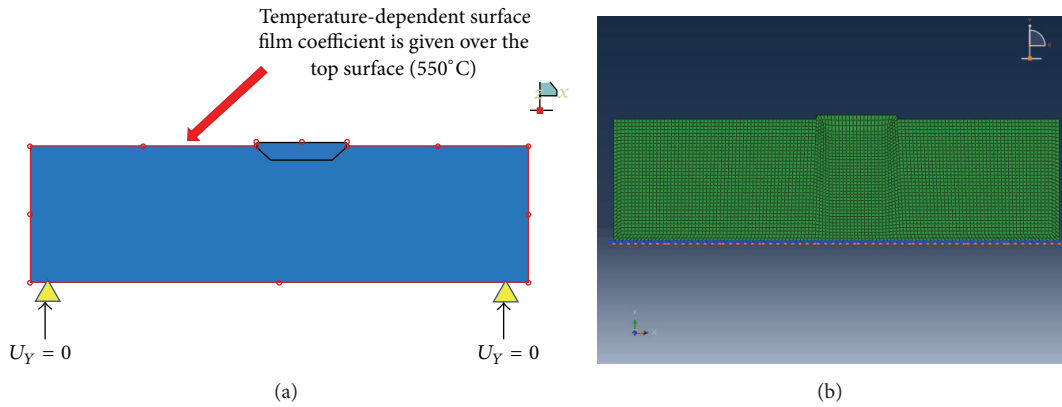 Temperature-dependent surface
film coefficient is given over the
top surface (550°C)
z x
U_Y = 0
U_Y = 0
(a)
(b)